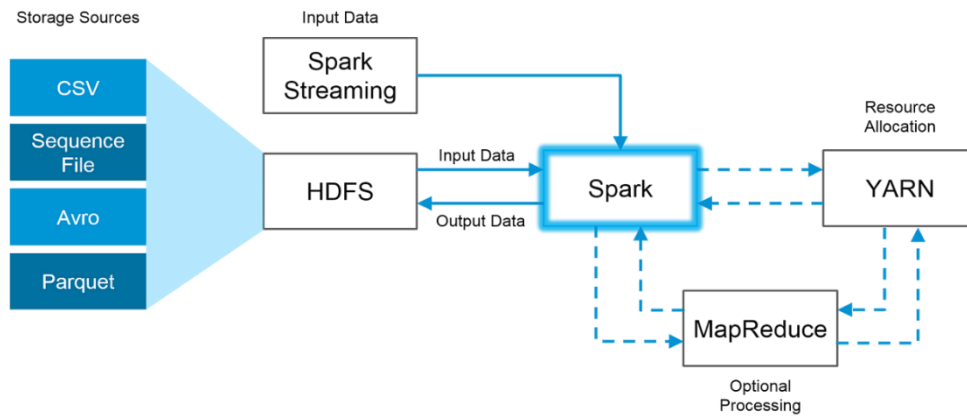 Storage Sources
Input Data
CSV
Sequence
File
Avro
Parquet
Spark
Streaming
HDFS
Input Data
Output Data
Spark
Resource
Allocation
YARN
MapReduce
Optional
Processing